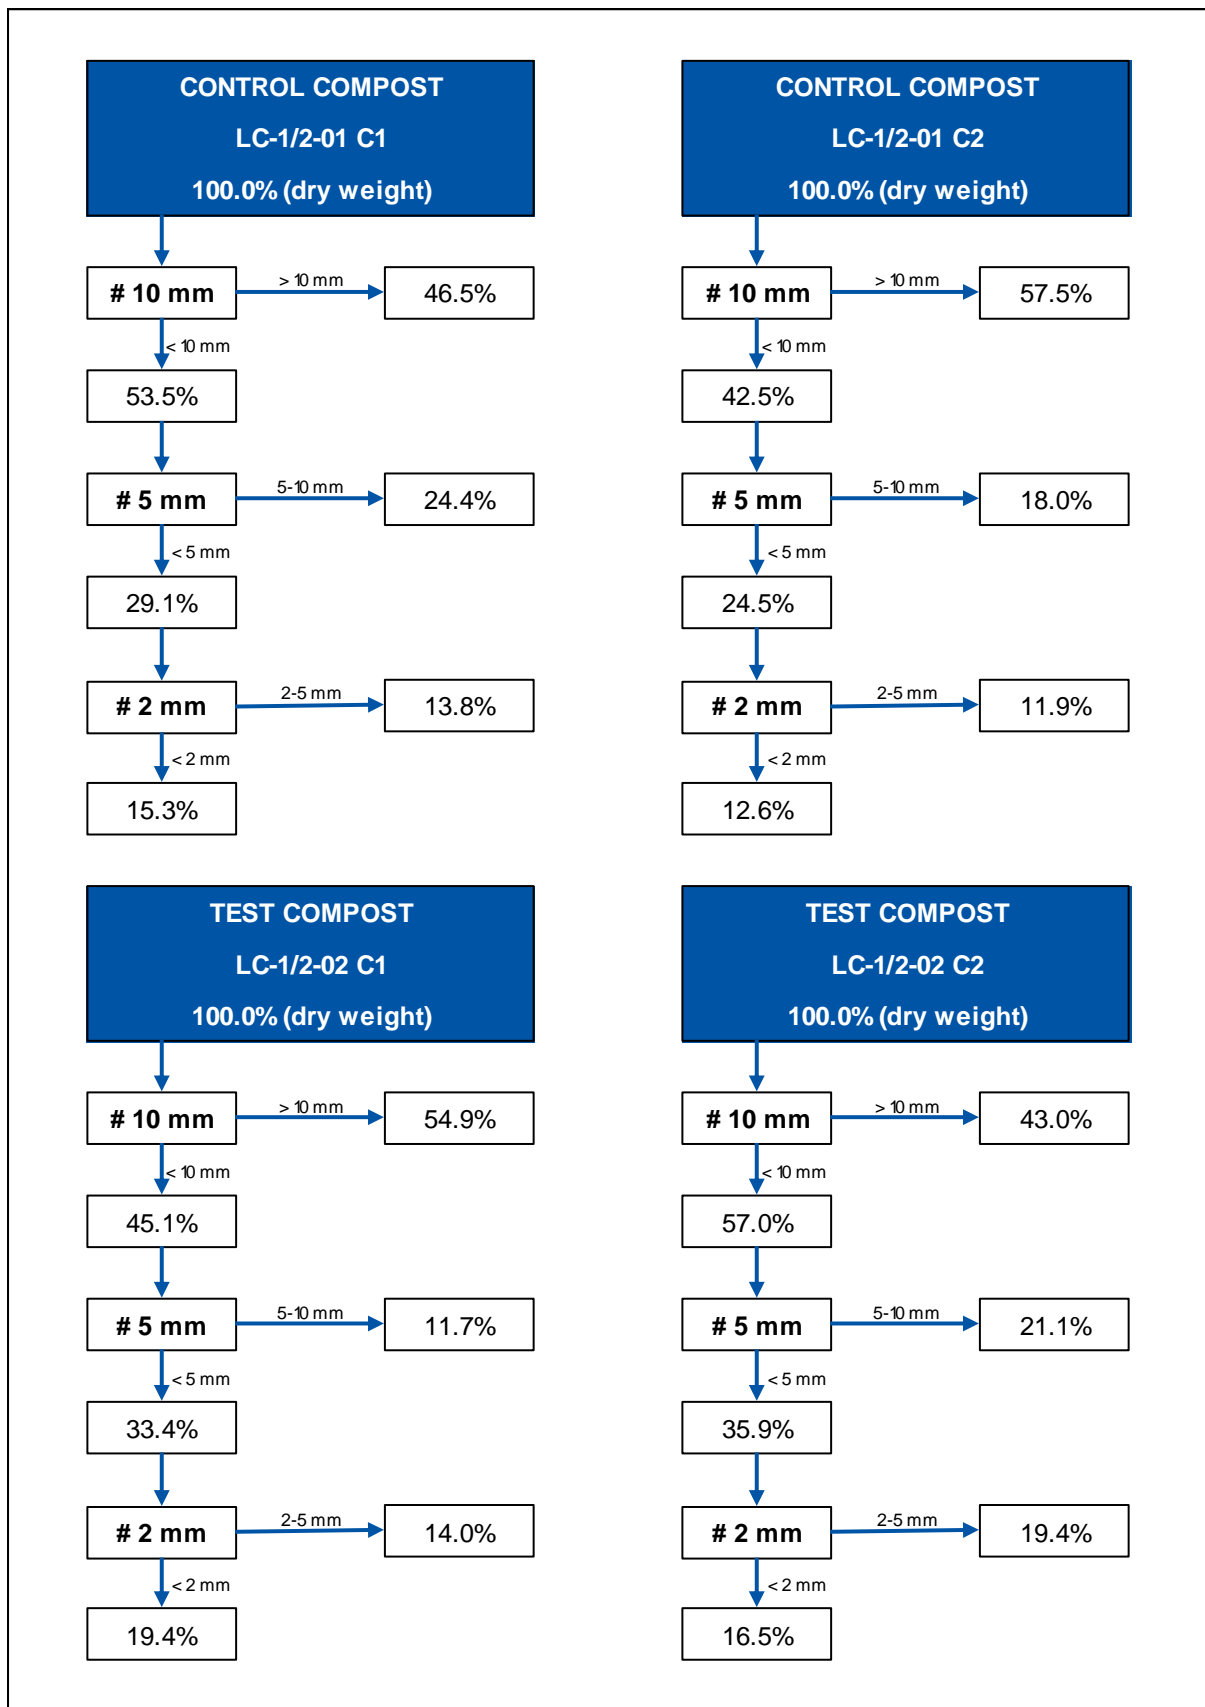 CONTROL COMPOST
LC-1/2-01 C1
100.0% (dry weight)
# 10 mm
> 10 mm
46.5%
< 10 mm
53.5%
# 5 mm
5-10 mm
24.4%
< 5 mm
29.1%
# 2 mm
2-5 mm
13.8%
< 2 mm
15.3%
CONTROL COMPOST
LC-1/2-01 C2
100.0% (dry weight)
# 10 mm
> 10 mm
57.5%
< 10 mm
42.5%
# 5 mm
5-10 mm
18.0%
< 5 mm
24.5%
# 2 mm
2-5 mm
11.9%
< 2 mm
12.6%
TEST COMPOST
LC-1/2-02 C1
100.0% (dry weight)
# 10 mm
> 10 mm
54.9%
< 10 mm
45.1%
# 5 mm
5-10 mm
11.7%
< 5 mm
33.4%
# 2 mm
2-5 mm
14.0%
< 2 mm
19.4%
TEST COMPOST
LC-1/2-02 C2
100.0% (dry weight)
# 10 mm
> 10 mm
43.0%
< 10 mm
57.0%
# 5 mm
5-10 mm
21.1%
< 5 mm
35.9%
# 2 mm
2-5 mm
19.4%
< 2 mm
16.5%